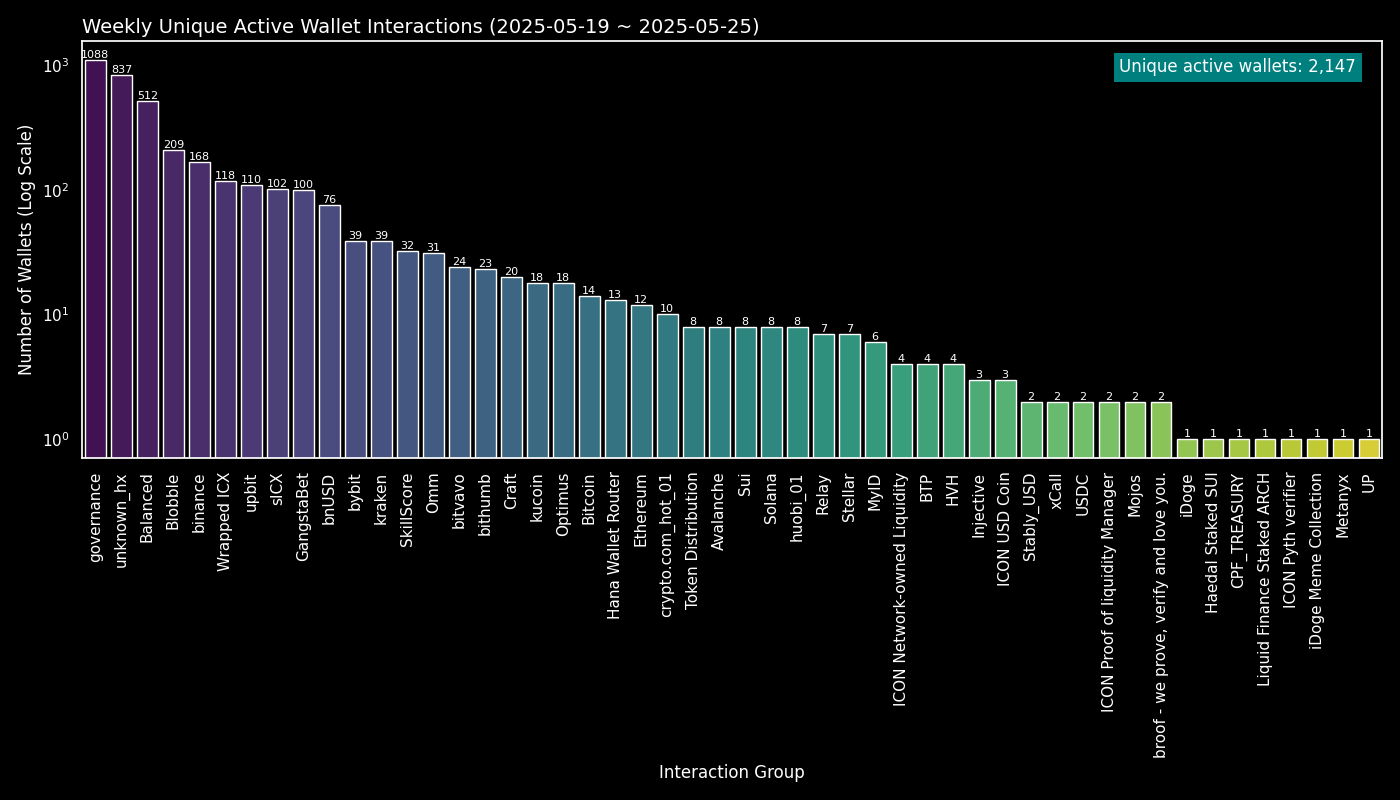 Weekly Unique Active Wallet Interactions (2025-05-19 ~ 2025-05-25)
Unique active wallets: 2,147
Number of Wallets (Log Scale)
10³
10²
10¹
10⁰
1088
837
512
209
168
118
110
102
100
76
39
39
32
31
24
23
20
18
18
14
13
12
10
8
8
8
8
8
7
7
6
4
4
4
3
3
2
2
2
2
2
2
1
1
1
1
1
1
1
1
governance
unknown_hx
Balanced
Blobble
binance
Wrapped ICX
upbit
sICX
GangstaBet
bnUSD
bybit
kraken
SkillScore
Omm
bitvavo
bithumb
Craft
kucoin
Optimus
Bitcoin
Hana Wallet Router
Ethereum
crypto.com_hot_01
Token Distribution
Avalanche
Sui
Solana
huobi_01
Relay
Stellar
MyID
ICON Network-owned Liquidity
BTP
HVH
Injective
ICON USD Coin
Stably_USD
xCall
USDC
ICON Proof of liquidity Manager
Mojos
broof - we prove, verify and love you.
iDoge
Haedal Staked SUI
CPF_TREASURY
Liquid Finance Staked ARCH
ICON Pyth verifier
iDoge Meme Collection
Metanyx
UP
Interaction Group